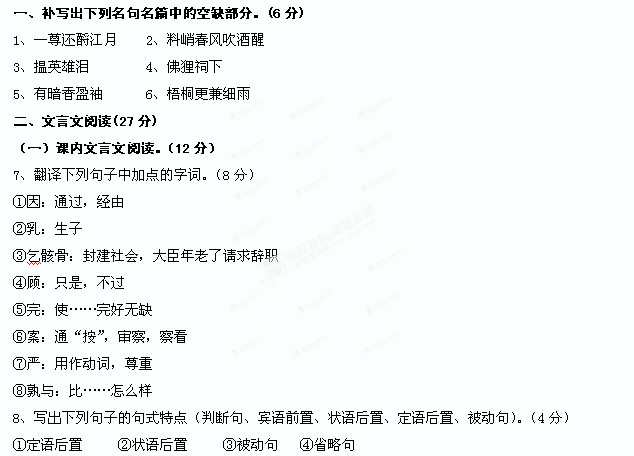 一、补写出下列名句名篇中的空缺部分。(6分)
1、一尊还酹江月 2、料峭春风吹酒醒
3、揾英雄泪 4、佛狸祠下
5、有暗香盈袖 6、梧桐更兼细雨
二、文言文阅读(27分)
（一）课内文言文阅读。（12分）
7、翻译下列句子中加点的字词。（8分）
①因：通过，经由
②乳：生子
③乞骸骨：封建社会，大臣年老了请求辞职
④顾：只是，不过
⑤完：使……完好无缺
⑥案：通“按”，审察，察看
⑦严：用作动词，尊重
⑧孰与：比……怎么样
8、写出下列句子的句式特点（判断句、宾语前置、状语后置、定语后置、被动句）。（4分）
①定语后置 ②状语后置 ③被动句 ④省略句